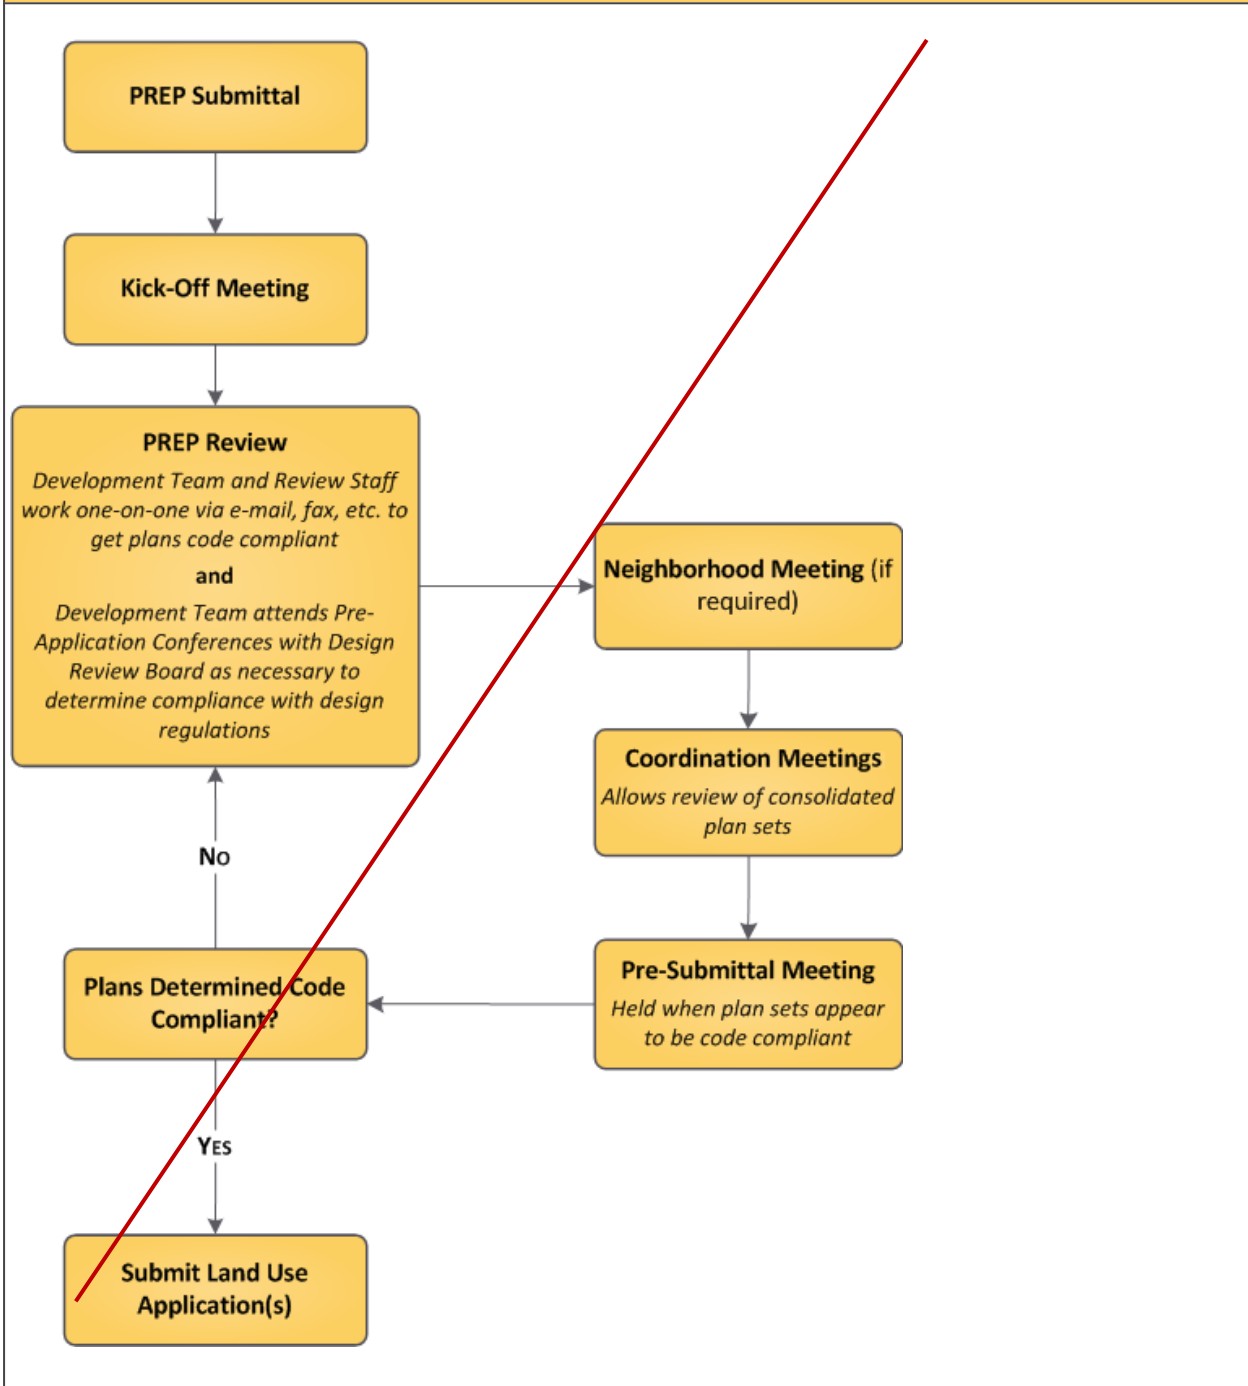 PREP Submittal
Kick-Off Meeting
PREP Review
Development Team and Review Staff
work one-on-one via e-mail, fax, etc. to
get plans code compliant
and
Development Team attends Pre-
Application Conferences with Design
Review Board as necessary to
determine compliance with design
regulations
Neighborhood Meeting (if
required)
Coordination Meetings
Allows review of consolidated
plan sets
Pre-Submittal Meeting
Held when plan sets appear
to be code compliant
Plans Determined Code
Compliant?
NO
YES
Submit Land Use
Application(s)